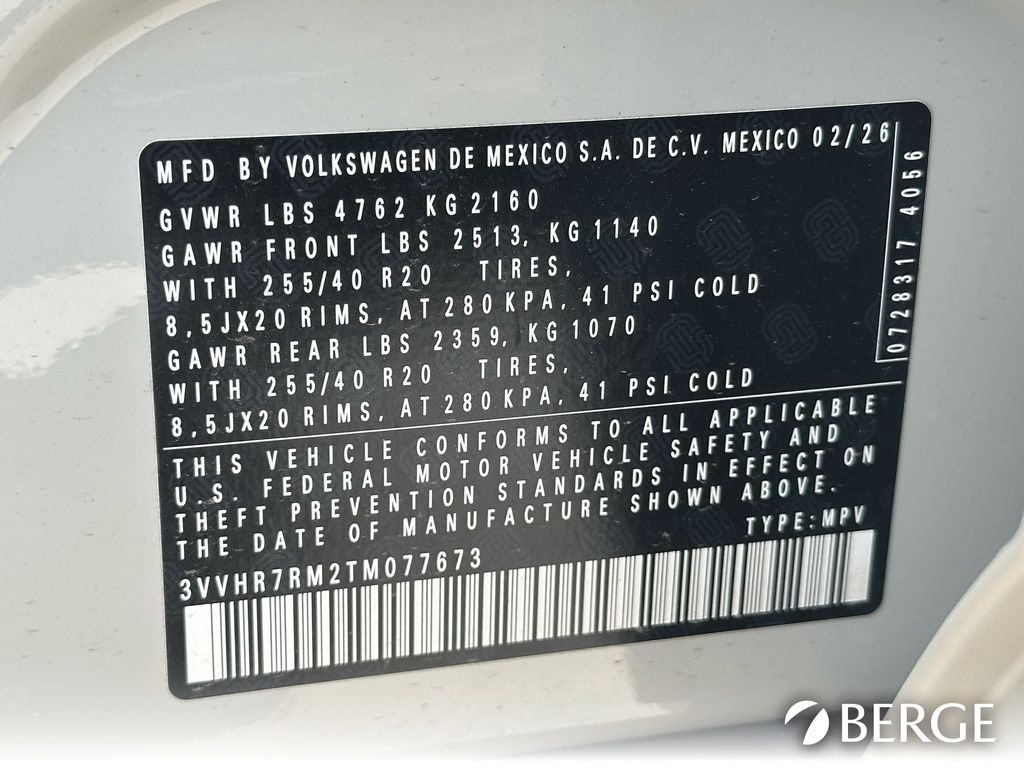 MFD BY VOLKSWAGEN DE MEXICO S.A. DE C.V. MEXICO 02/26
GVWR LBS 4762 KG 2160
GAWR FRONT LBS 2513, KG 1140
WITH 255/40 R20 TIRES,
8,5JX20 RIMS, AT 280 KPA, 41 PSI COLD
GAWR REAR LBS 2359, KG 1070
WITH 255/40 R20 TIRES,
8,5JX20 RIMS, AT 280 KPA, 41 PSI COLD
0728317 4056
THIS VEHICLE CONFORMS TO ALL APPLICABLE
U.S. FEDERAL MOTOR VEHICLE SAFETY AND
THEFT PREVENTION STANDARDS IN EFFECT ON
THE DATE OF MANUFACTURE SHOWN ABOVE.
TYPE: MPV
3VVHR7RM2TM077673
BERGE